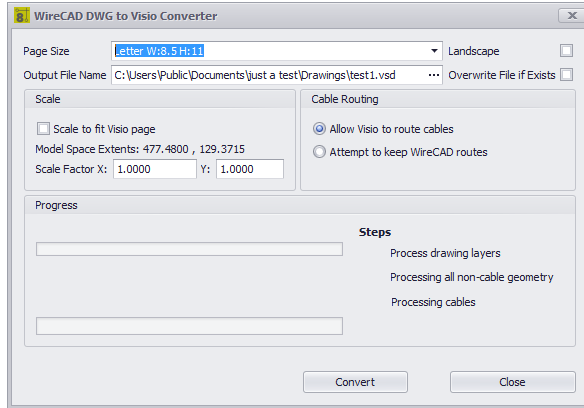 8 WireCAD DWG to Visio Converter
Page Size Letter W:8.5 H:11 Landscape
Output File Name C:\Users\Public\Documents\just a test\Drawings\test1.vsd ··· Overwrite File if Exists
Scale Cable Routing
Scale to fit Visio page Allow Visio to route cables
Model Space Extents: 477.4800 , 129.3715 Attempt to keep WireCAD routes
Scale Factor X: 1.0000 Y: 1.0000
Progress
Steps
Process drawing layers
Processing all non-cable geometry
Processing cables
Convert Close